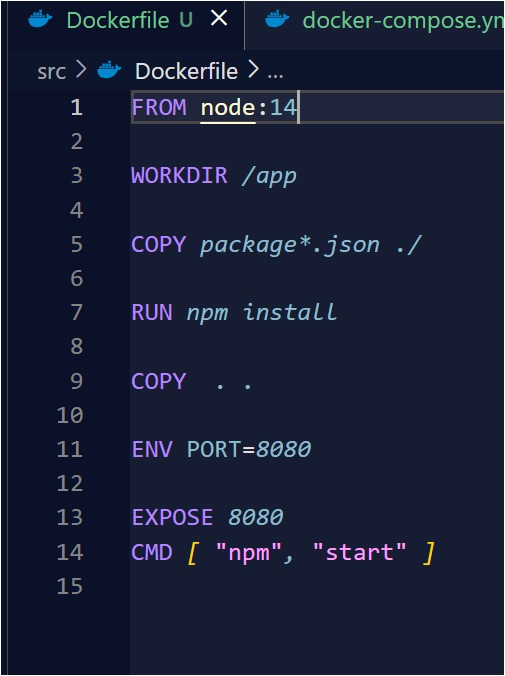 Dockerfile U docker-compose.yn
src > Dockerfile > ...
1 FROM node:14
2
3 WORKDIR /app
4
5 COPY package*.json ./
6
7 RUN npm install
8
9 COPY  . .
10
11 ENV PORT=8080
12
13 EXPOSE 8080
14 CMD [ "npm", "start" ]
15